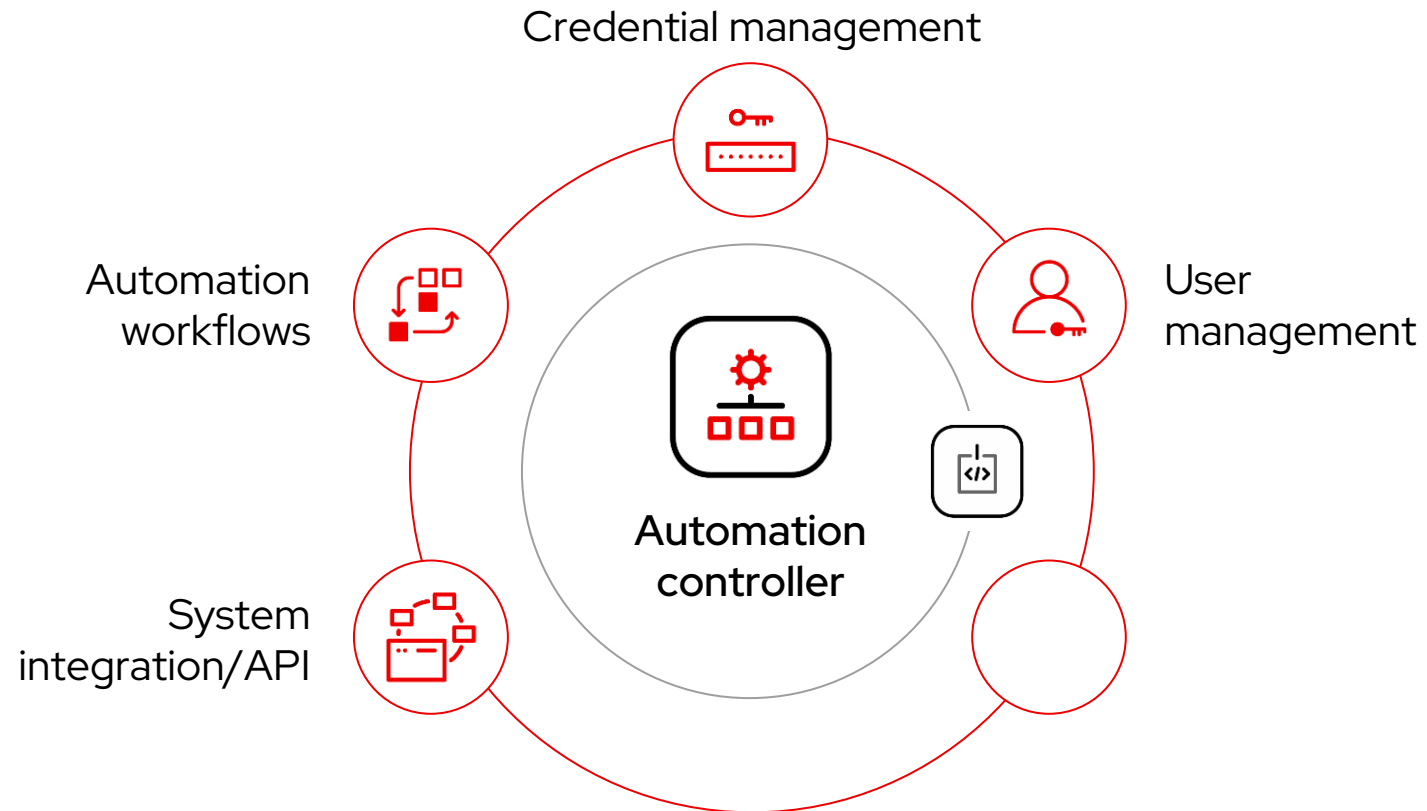 Credential management
Automation
workflows
User
management
</>
Automation
controller
System
integration/API